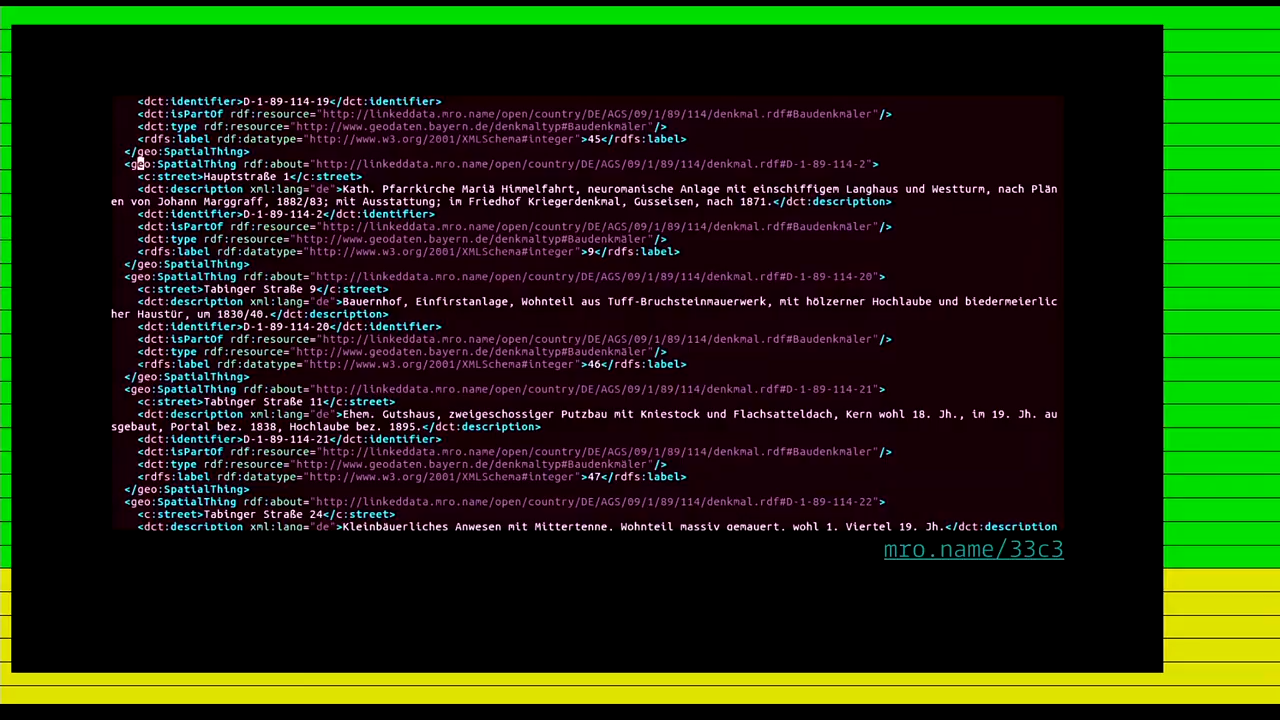 <dct:identifier>D-1-89-114-19</dct:identifier>
<dct:isPartOf rdf:resource="http://linkeddata.mro.name/open/country/DE/AGS/09/1/89/114/denkmal.rdf#Baudenkmäler"/>
<dct:type rdf:resource="http://www.geodaten.bayern.de/denkmaltyp#Baudenkmäler"/>
<rdfs:label rdf:datatype="http://www.w3.org/2001/XMLSchema#integer">45</rdfs:label>
</geo:SpatialThing>
<geo:SpatialThing rdf:about="http://linkeddata.mro.name/open/country/DE/AGS/09/1/89/114/denkmal.rdf#D-1-89-114-2">
<c:street>Hauptstraße 1</c:street>
<dct:description xml:lang="de">Kath. Pfarrkirche Mariä Himmelfahrt, neuromanische Anlage mit einschiffigem Langhaus und Westturm, nach Plän
en von Johann Marggraff, 1882/83; mit Ausstattung; im Friedhof Kriegerdenkmal, Gusseisen, nach 1871.</dct:description>
<dct:identifier>D-1-89-114-2</dct:identifier>
<dct:isPartOf rdf:resource="http://linkeddata.mro.name/open/country/DE/AGS/09/1/89/114/denkmal.rdf#Baudenkmäler"/>
<dct:type rdf:resource="http://www.geodaten.bayern.de/denkmaltyp#Baudenkmäler"/>
<rdfs:label rdf:datatype="http://www.w3.org/2001/XMLSchema#integer">9</rdfs:label>
</geo:SpatialThing>
<geo:SpatialThing rdf:about="http://linkeddata.mro.name/open/country/DE/AGS/09/1/89/114/denkmal.rdf#D-1-89-114-20">
<c:street>Tabinger Straße 9</c:street>
<dct:description xml:lang="de">Bauernhof, Einfirstanlage, Wohnteil aus Tuff-Bruchsteinmauerwerk, mit hölzerner Hochlaube und biedermeierlic
her Haustür, um 1830/40.</dct:description>
<dct:identifier>D-1-89-114-20</dct:identifier>
<dct:isPartOf rdf:resource="http://linkeddata.mro.name/open/country/DE/AGS/09/1/89/114/denkmal.rdf#Baudenkmäler"/>
<dct:type rdf:resource="http://www.geodaten.bayern.de/denkmaltyp#Baudenkmäler"/>
<rdfs:label rdf:datatype="http://www.w3.org/2001/XMLSchema#integer">46</rdfs:label>
</geo:SpatialThing>
<geo:SpatialThing rdf:about="http://linkeddata.mro.name/open/country/DE/AGS/09/1/89/114/denkmal.rdf#D-1-89-114-21">
<c:street>Tabinger Straße 11</c:street>
<dct:description xml:lang="de">Ehem. Gutshaus, zweigeschossiger Putzbau mit Kniestock und Flachsatteldach, Kern wohl 18. Jh., im 19. Jh. au
sgebaut, Portal bez. 1838, Hochlaube bez. 1895.</dct:description>
<dct:identifier>D-1-89-114-21</dct:identifier>
<dct:isPartOf rdf:resource="http://linkeddata.mro.name/open/country/DE/AGS/09/1/89/114/denkmal.rdf#Baudenkmäler"/>
<dct:type rdf:resource="http://www.geodaten.bayern.de/denkmaltyp#Baudenkmäler"/>
<rdfs:label rdf:datatype="http://www.w3.org/2001/XMLSchema#integer">47</rdfs:label>
</geo:SpatialThing>
<geo:SpatialThing rdf:about="http://linkeddata.mro.name/open/country/DE/AGS/09/1/89/114/denkmal.rdf#D-1-89-114-22">
<c:street>Tabinger Straße 24</c:street>
<dct:description xml:lang="de">Kleinbäuerliches Anwesen mit Mittertenne, Wohnteil massiv gemauert, wohl 1. Viertel 19. Jh.</dct:description
mro.name/33c3